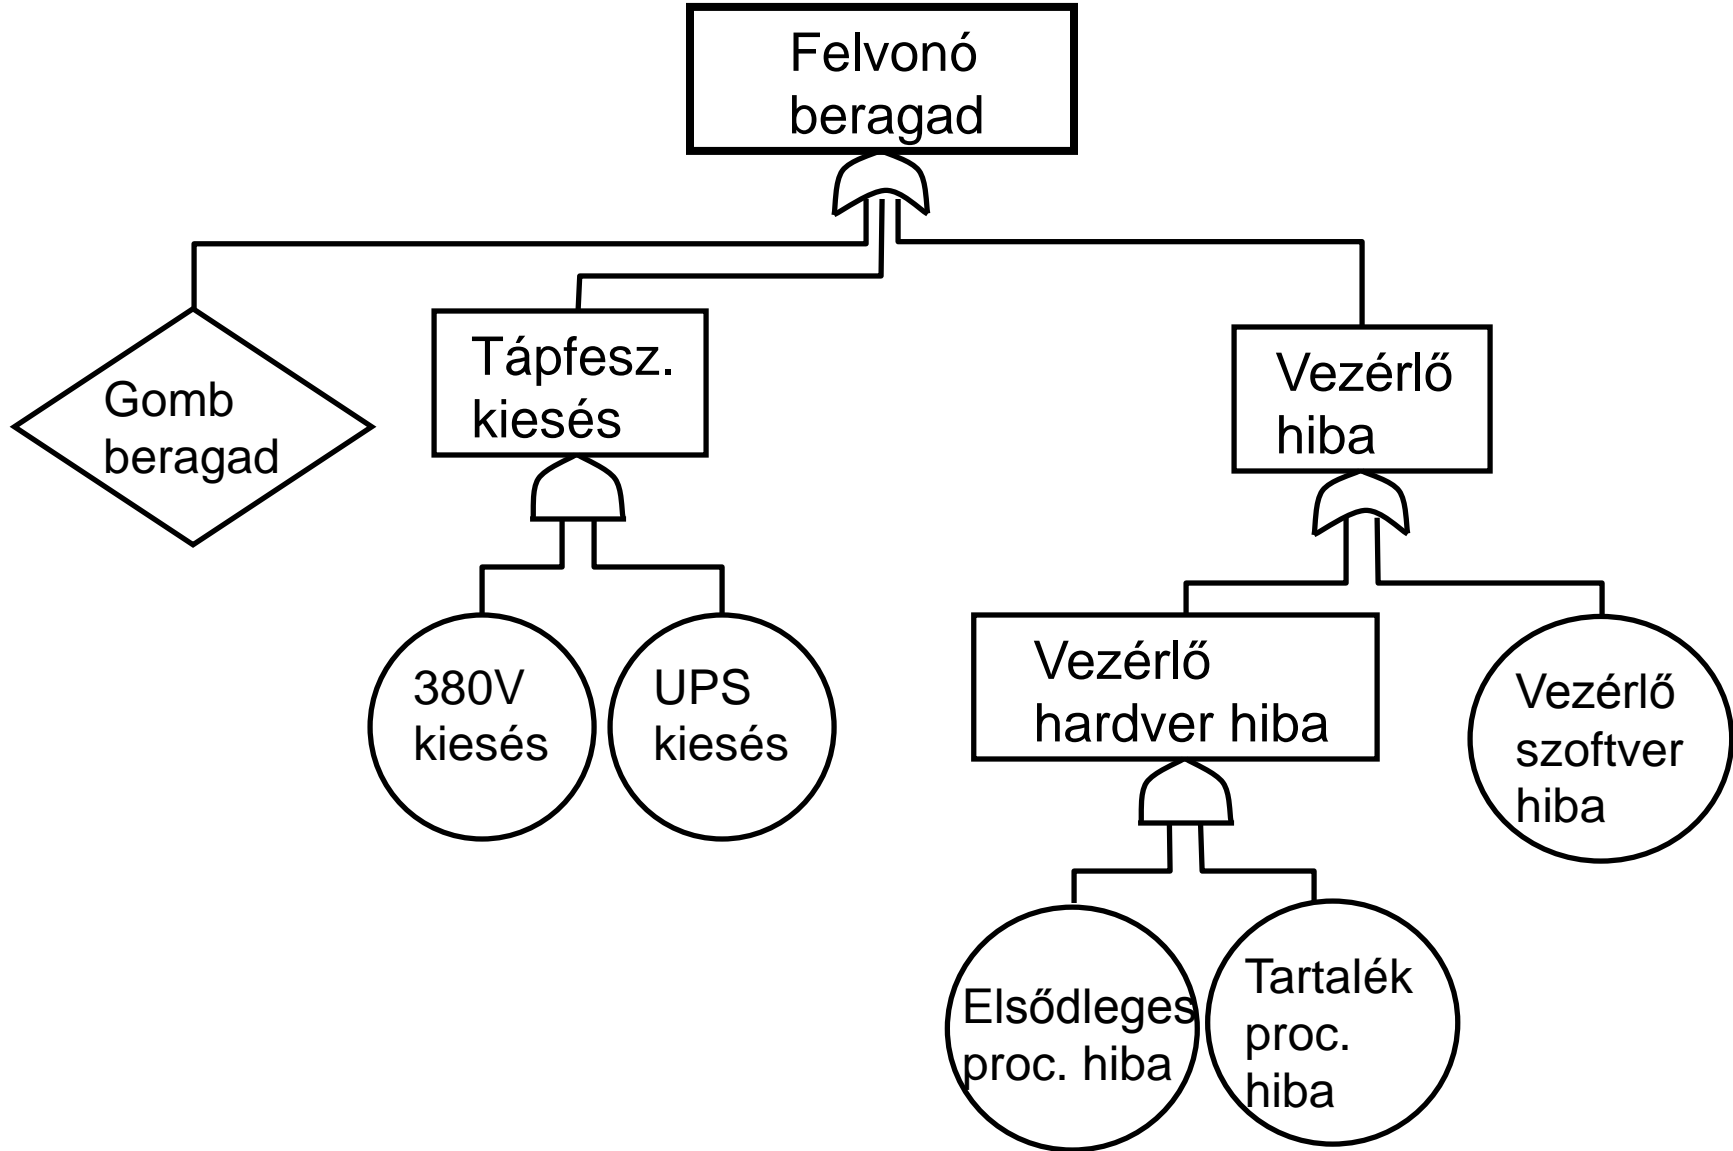 Felvonó
beragad
Gomb
beragad
Tápfesz.
kiesés
Vezérlő
hiba
380V
kiesés
UPS
kiesés
Vezérlő
hardver hiba
Vezérlő
szoftver
hiba
Elsődleges
proc. hiba
Tartalék
proc.
hiba